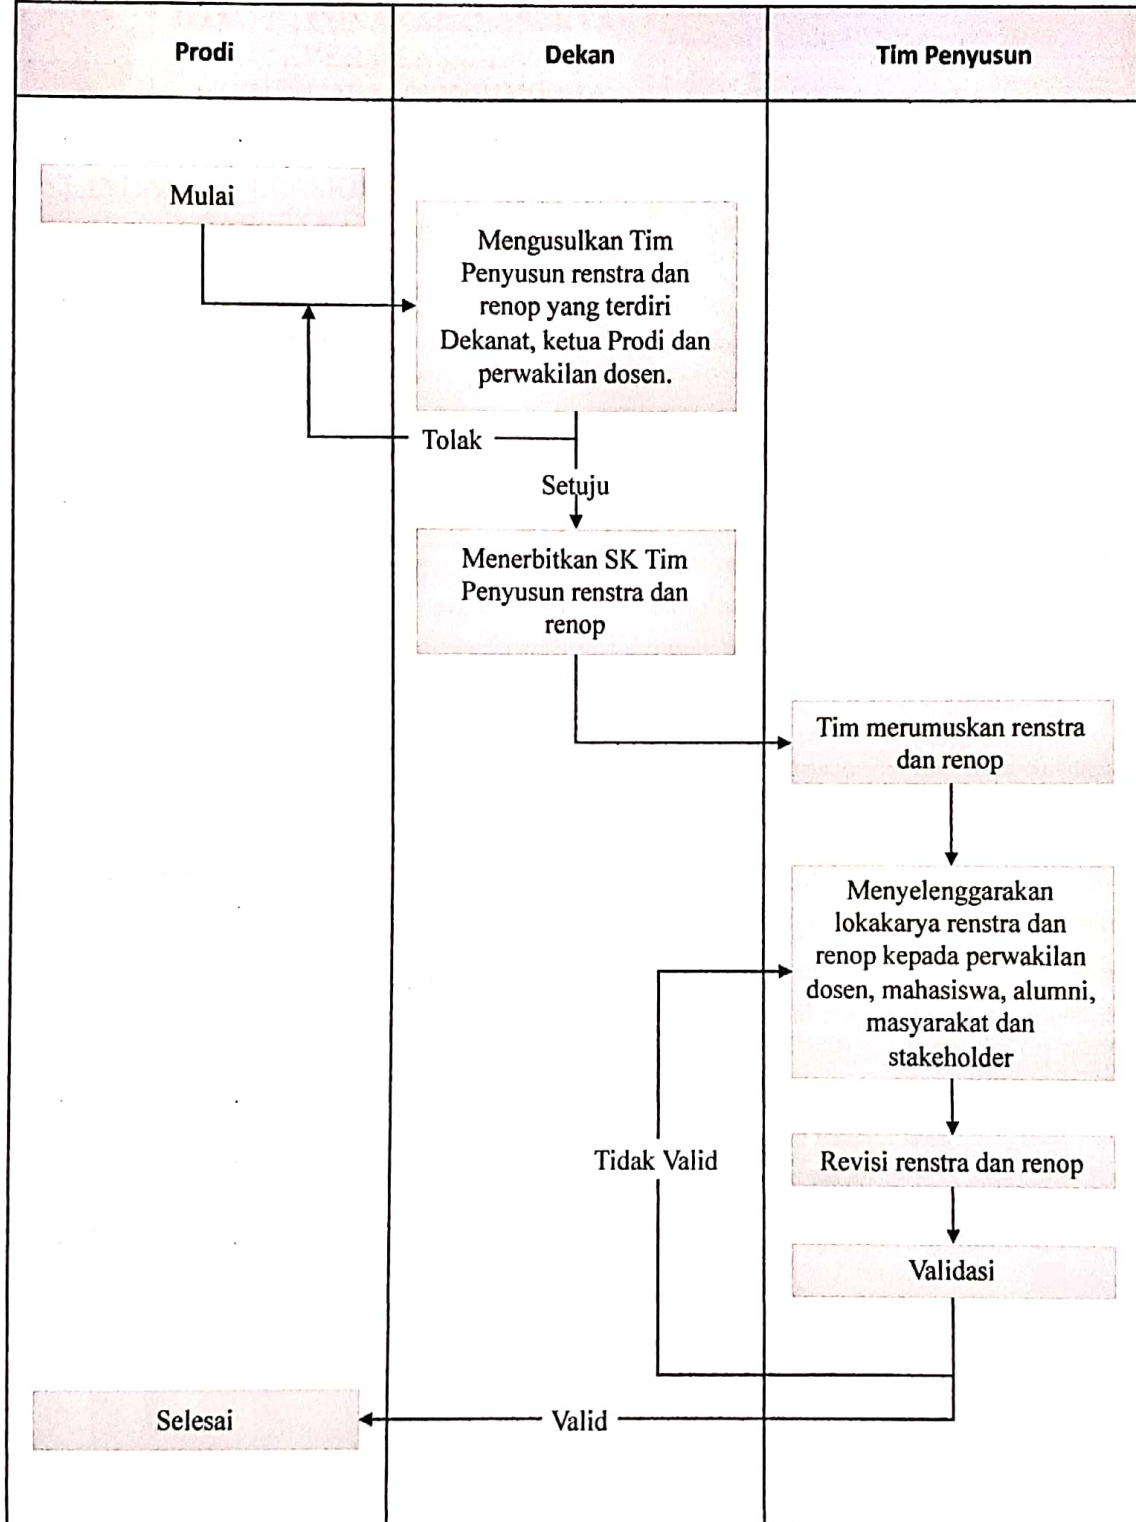 Prodi
Dekan
Tim Penyusun
Mulai
Mengusulkan Tim
Penyusun renstra dan
renop yang terdiri
Dekanat, ketua Prodi dan
perwakilan dosen.
Tolak
Setuju
Menerbitkan SK Tim
Penyusun renstra dan
renop
Tim merumuskan renstra
dan renop
Menyelenggarakan
lokakarya renstra dan
renop kepada perwakilan
dosen, mahasiswa, alumni,
masyarakat dan
stakeholder
Tidak Valid
Revisi renstra dan renop
Validasi
Selesai
Valid